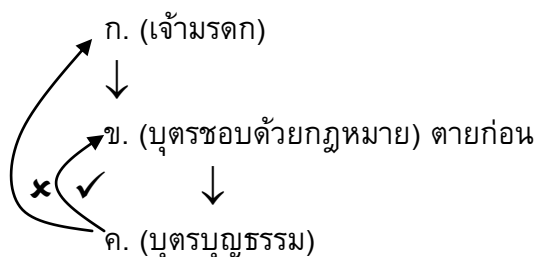 ก. (เจ้ามรดก)
ข. (บุตรชอบด้วยกฎหมาย) ตายก่อน
ค. (บุตรบุญธรรม)